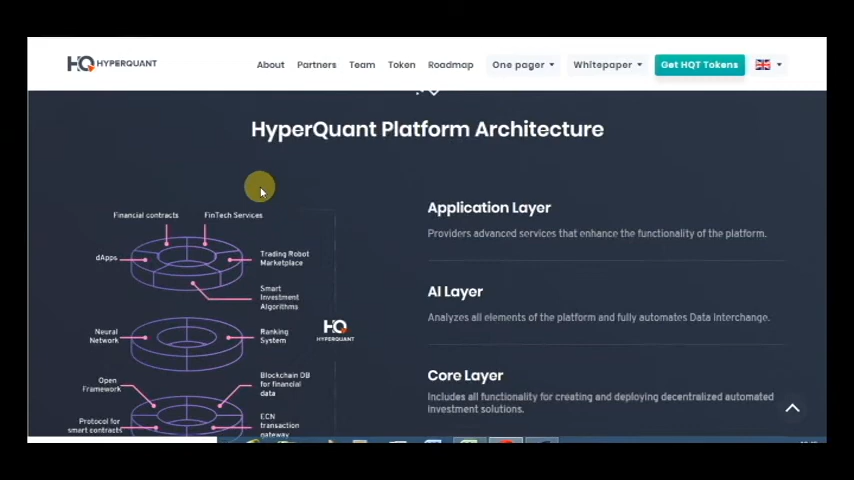 HQ HYPERQUANT
About Partners Team Token Roadmap One pager Whitepaper Get HQT Tokens
HyperQuant Platform Architecture
Financial contracts
FinTech Services
dApps
Trading Robot
Marketplace
Smart
Investment
Algorithms
Neural
Network
Ranking
System
HQ
HYPERQUANT
Open
Framework
Blockchain DB
for financial
data
Protocol for
smart contracts
ECN
transaction
gateway
Application Layer
Providers advanced services that enhance the functionality of the platform.
AI Layer
Analyzes all elements of the platform and fully automates Data Interchange.
Core Layer
Includes all functionality for creating and deploying decentralized automated
investment solutions.